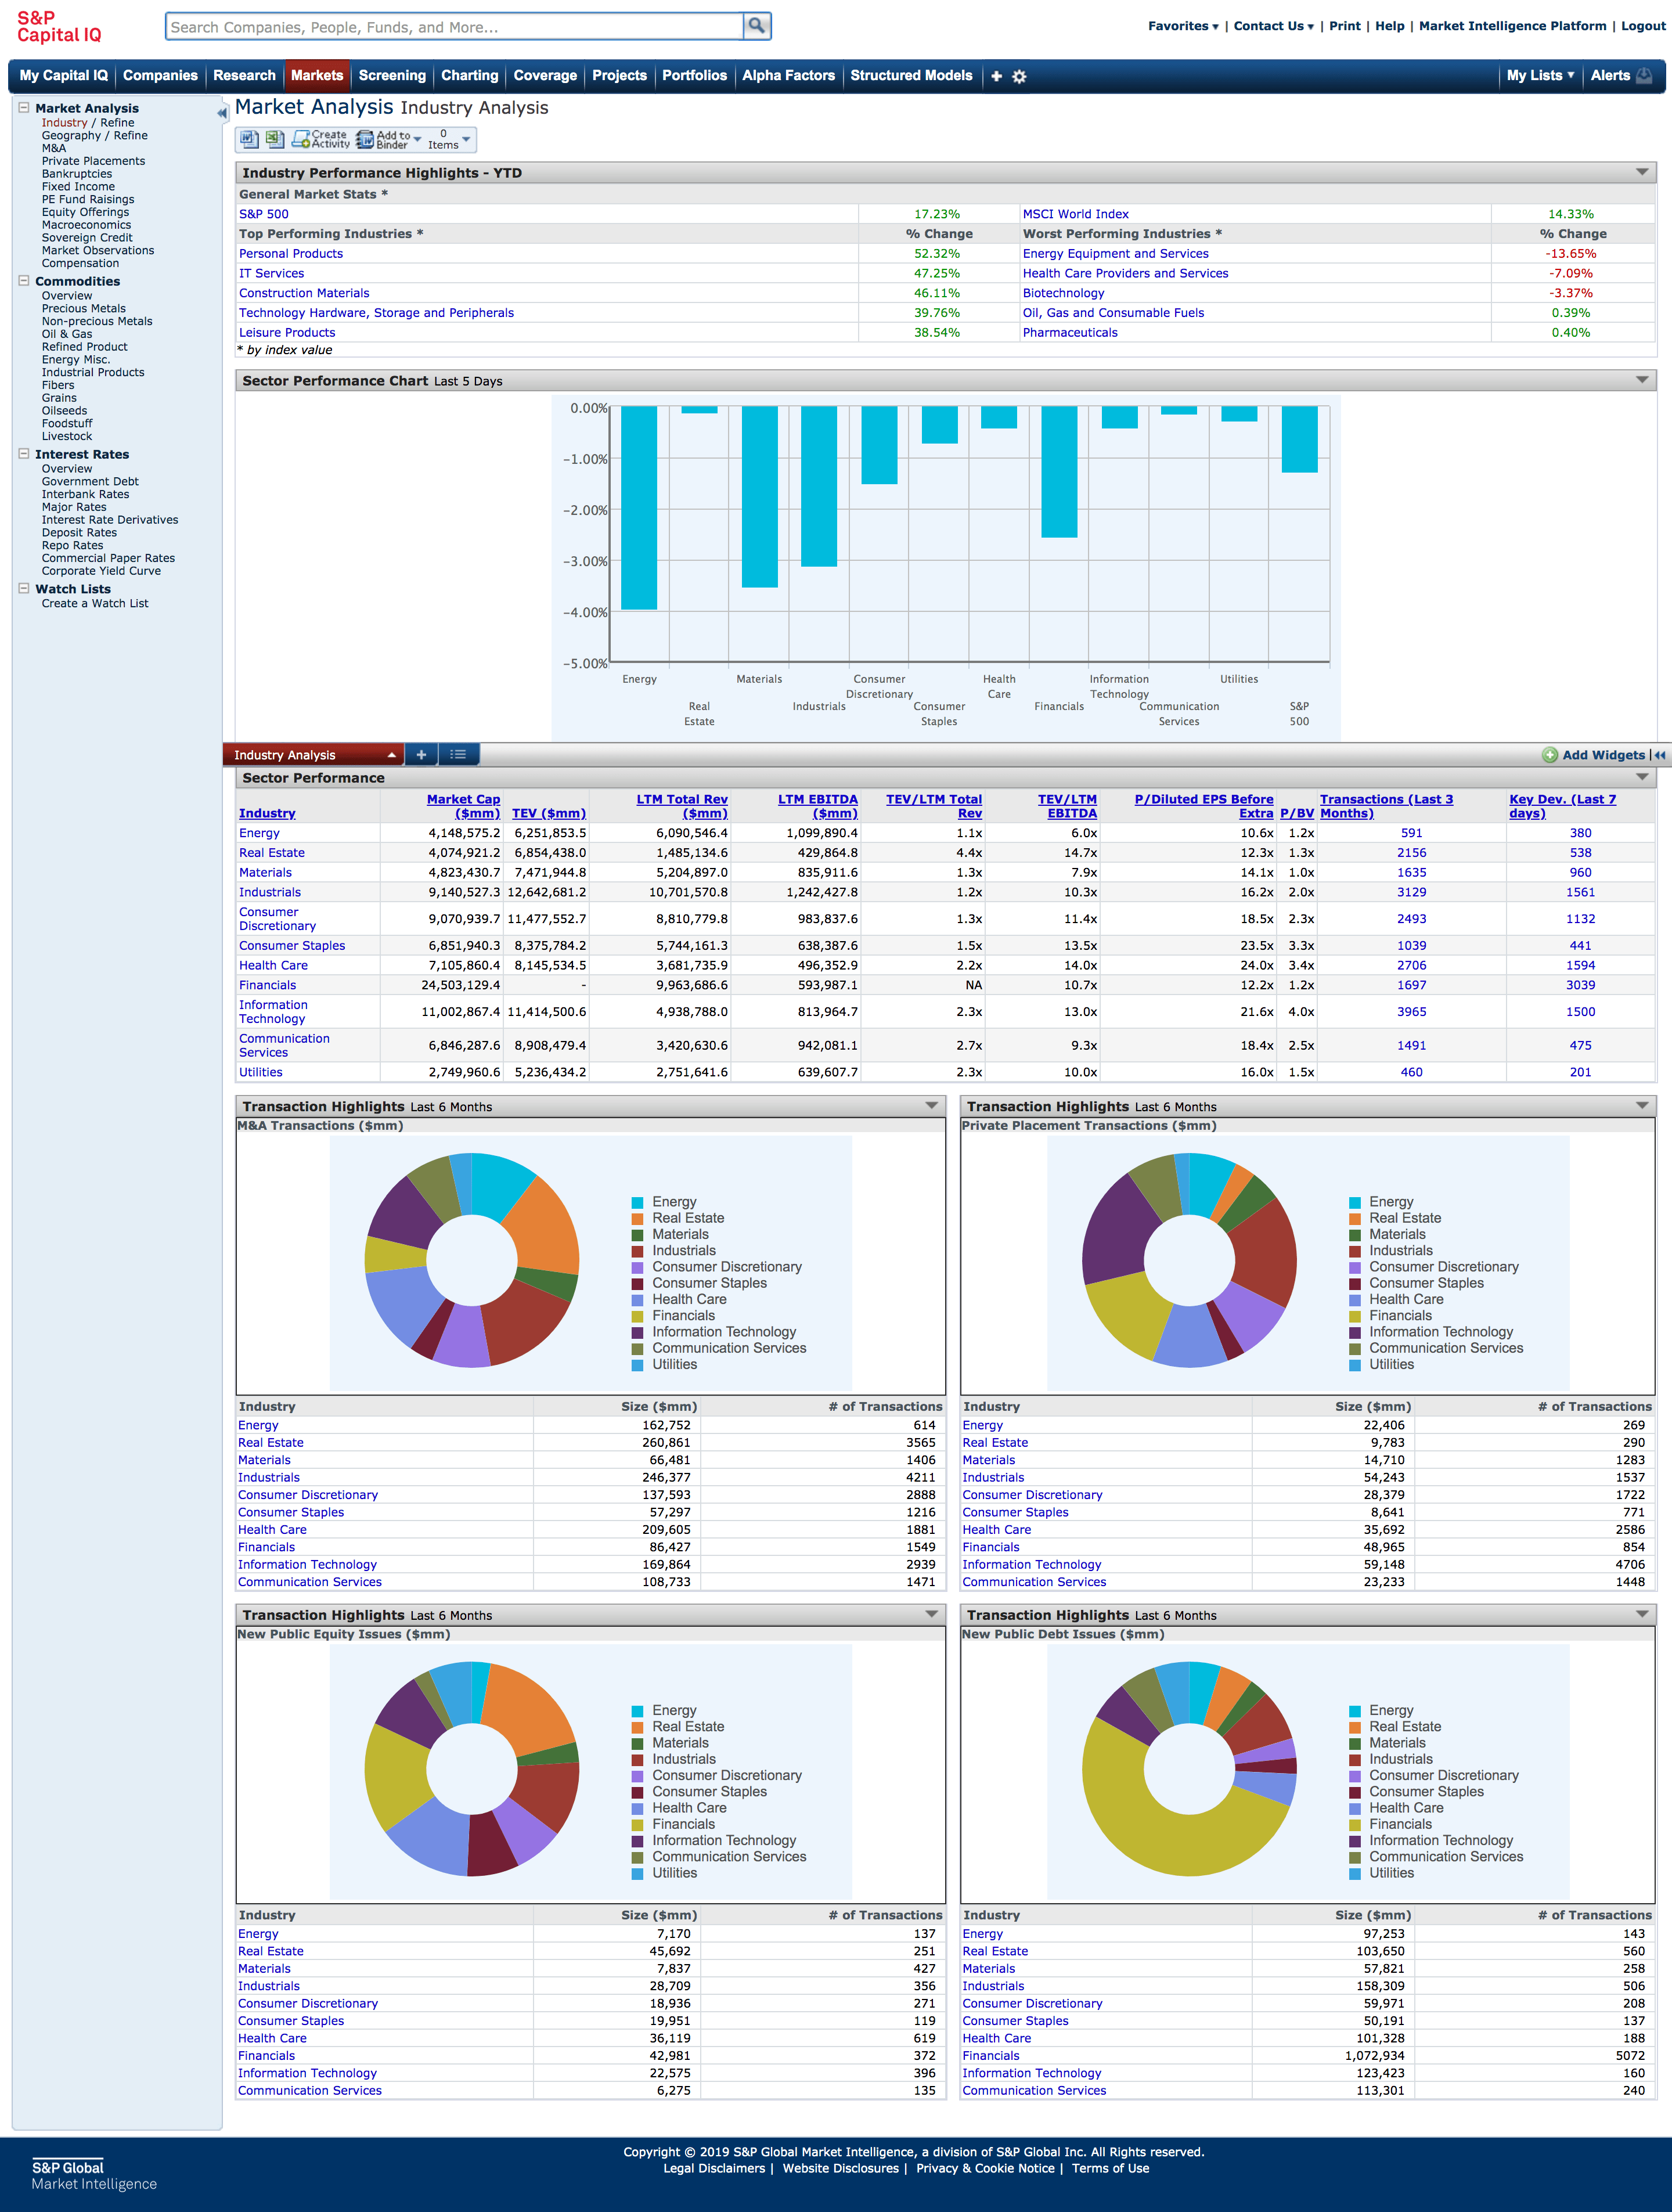 S&P
Capital IQ
Search Companies, People, Funds, and More...
Favorites | Contact Us | Print | Help | Market Intelligence Platform | Logout
My Capital IQ Companies Research Markets Screening Charting Coverage Projects Portfolios Alpha Factors Structured Models My Lists Alerts
Market Analysis
Industry / Refine
Geography / Refine
M&A
Private Placements
Bankruptcies
Fixed Income
PE Fund Raisings
Equity Offerings
Macroeconomics
Sovereign Credit
Market Observations
Compensation
Commodities
Overview
Precious Metals
Non-precious Metals
Oil & Gas
Refined Product
Energy Misc.
Industrial Products
Fibers
Grains
Oilseeds
Foodstuff
Livestock
Interest Rates
Overview
Government Debt
Interbank Rates
Major Rates
Interest Rate Derivatives
Deposit Rates
Repo Rates
Commercial Paper Rates
Corporate Yield Curve
Watch Lists
Create a Watch List
Market Analysis Industry Analysis
Create Activity Add to Binder 0 Items
Industry Performance Highlights - YTD
General Market Stats *
S&P 500 17.23% MSCI World Index 14.33%
Top Performing Industries * % Change Worst Performing Industries * % Change
Personal Products 52.32% Energy Equipment and Services -13.65%
IT Services 47.25% Health Care Providers and Services -7.09%
Construction Materials 46.11% Biotechnology -3.37%
Technology Hardware, Storage and Peripherals 39.76% Oil, Gas and Consumable Fuels 0.39%
Leisure Products 38.54% Pharmaceuticals 0.40%
* by index value
Sector Performance Chart Last 5 Days
0.00%
-1.00%
-2.00%
-3.00%
-4.00%
-5.00%
Energy Materials Consumer Discretionary Health Care Information Technology Utilities
Real Estate Industrials Consumer Staples Financials Communication Services S&P 500
Industry Analysis + Add Widgets
Sector Performance
Industry Market Cap ($mm) TEV ($mm) LTM Total Rev ($mm) LTM EBITDA ($mm) TEV/LTM Total Rev TEV/LTM EBITDA P/Diluted EPS Before Extra P/BV Transactions (Last 3 Months) Key Dev. (Last 7 days)
Energy 4,148,575.2 6,251,853.5 6,090,546.4 1,099,890.4 1.1x 6.0x 10.6x 1.2x 591 380
Real Estate 4,074,921.2 6,854,438.0 1,485,134.6 429,864.8 4.4x 14.7x 12.3x 1.3x 2156 538
Materials 4,823,430.7 7,471,944.8 5,204,897.0 835,911.6 1.3x 7.9x 14.1x 1.0x 1635 960
Industrials 9,140,527.3 12,642,681.2 10,701,570.8 1,242,427.8 1.2x 10.3x 16.2x 2.0x 3129 1561
Consumer Discretionary 9,070,939.7 11,477,552.7 8,810,779.8 983,837.6 1.3x 11.4x 18.5x 2.3x 2493 1132
Consumer Staples 6,851,940.3 8,375,784.2 5,744,161.3 638,387.6 1.5x 13.5x 23.5x 3.3x 1039 441
Health Care 7,105,860.4 8,145,534.5 3,681,735.9 496,352.9 2.2x 14.0x 24.0x 3.4x 2706 1594
Financials 24,503,129.4 - 9,963,686.6 593,987.1 NA 10.7x 12.2x 1.2x 1697 3039
Information Technology 11,002,867.4 11,414,500.6 4,938,788.0 813,964.7 2.3x 13.0x 21.6x 4.0x 3965 1500
Communication Services 6,846,287.6 8,908,479.4 3,420,630.6 942,081.1 2.7x 9.3x 18.4x 2.5x 1491 475
Utilities 2,749,960.6 5,236,434.2 2,751,641.6 639,607.7 2.3x 10.0x 16.0x 1.5x 460 201
Transaction Highlights Last 6 Months
M&A Transactions ($mm)
Energy
Real Estate
Materials
Industrials
Consumer Discretionary
Consumer Staples
Health Care
Financials
Information Technology
Communication Services
Utilities
Industry Size ($mm) # of Transactions
Energy 162,752 614
Real Estate 260,861 3565
Materials 66,481 1406
Industrials 246,377 4211
Consumer Discretionary 137,593 2888
Consumer Staples 57,297 1216
Health Care 209,605 1881
Financials 86,427 1549
Information Technology 169,864 2939
Communication Services 108,733 1471
Transaction Highlights Last 6 Months
Private Placement Transactions ($mm)
Energy
Real Estate
Materials
Industrials
Consumer Discretionary
Consumer Staples
Health Care
Financials
Information Technology
Communication Services
Utilities
Industry Size ($mm) # of Transactions
Energy 22,406 269
Real Estate 9,783 290
Materials 14,710 1283
Industrials 54,243 1537
Consumer Discretionary 28,379 1722
Consumer Staples 8,641 771
Health Care 35,692 2586
Financials 48,965 854
Information Technology 59,148 4706
Communication Services 23,233 1448
Transaction Highlights Last 6 Months
New Public Equity Issues ($mm)
Energy
Real Estate
Materials
Industrials
Consumer Discretionary
Consumer Staples
Health Care
Financials
Information Technology
Communication Services
Utilities
Industry Size ($mm) # of Transactions
Energy 7,170 137
Real Estate 45,692 251
Materials 7,837 427
Industrials 28,709 356
Consumer Discretionary 18,936 271
Consumer Staples 19,951 119
Health Care 36,119 619
Financials 42,981 372
Information Technology 22,575 396
Communication Services 6,275 135
Transaction Highlights Last 6 Months
New Public Debt Issues ($mm)
Energy
Real Estate
Materials
Industrials
Consumer Discretionary
Consumer Staples
Health Care
Financials
Information Technology
Communication Services
Utilities
Industry Size ($mm) # of Transactions
Energy 97,253 143
Real Estate 103,650 560
Materials 57,821 258
Industrials 158,309 506
Consumer Discretionary 59,971 208
Consumer Staples 50,191 137
Health Care 101,328 188
Financials 1,072,934 5072
Information Technology 123,423 160
Communication Services 113,301 240
S&P Global
Market Intelligence
Copyright © 2019 S&P Global Market Intelligence, a division of S&P Global Inc. All Rights reserved.
Legal Disclaimers | Website Disclosures | Privacy & Cookie Notice | Terms of Use